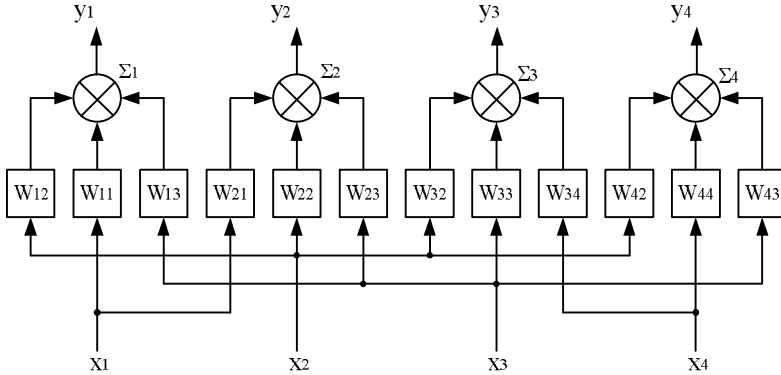 y1 y2 y3 y4
Σ1 Σ2 Σ3 Σ4
W12 W11 W13 W21 W22 W23 W32 W33 W34 W42 W44 W43
x1 x2 x3 x4